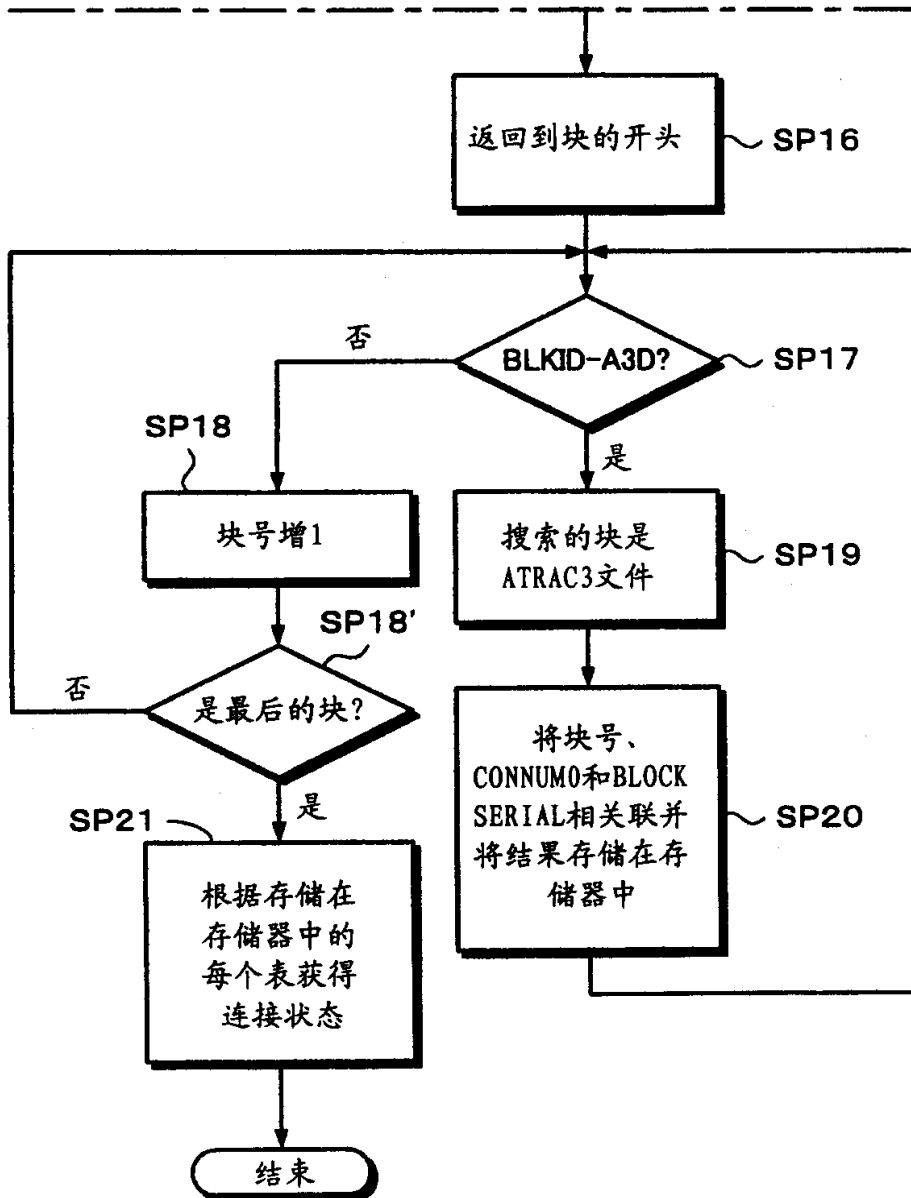 返回到块的开头
SP16
否
BLKID-A3D?
SP17
是
SP18
块号增1
搜索的块是
ATRAC3文件
SP19
SP18'
否
是最后的块?
是
将块号、
CONNUM0和BLOCK
SERIAL相关联并
将结果存储在存
储器中
SP20
SP21
根据存储在
存储器中的
每个表获得
连接状态
结束